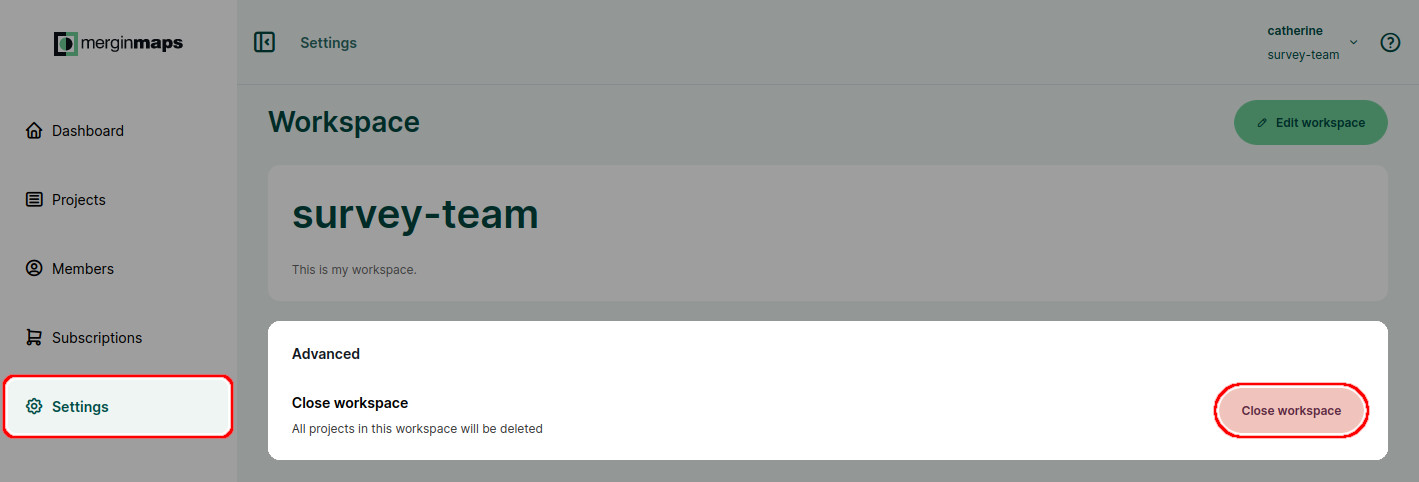 merginmaps
Settings
catherine
survey-team
Dashboard
Projects
Members
Subscriptions
Settings
Workspace
Edit workspace
survey-team
This is my workspace.
Advanced
Close workspace
All projects in this workspace will be deleted
Close workspace